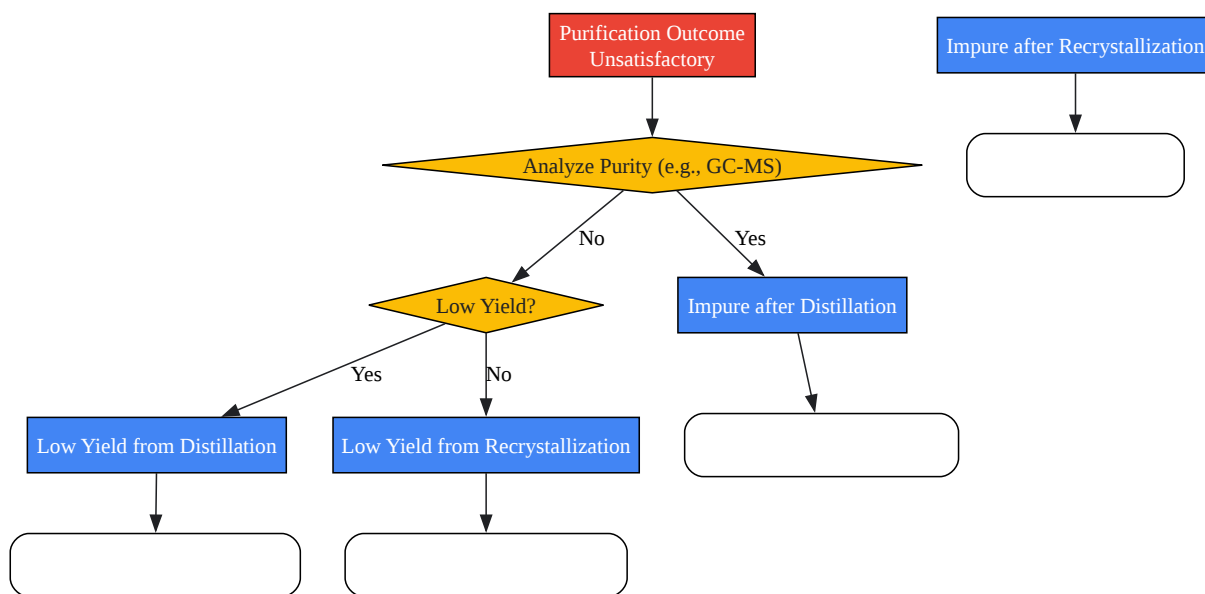 Purification Outcome
Unsatisfactory
Impure after Recrystallization
Analyze Purity (e.g., GC-MS)
No
Yes
Low Yield?
Impure after Distillation
Yes
No
Low Yield from Distillation
Low Yield from Recrystallization